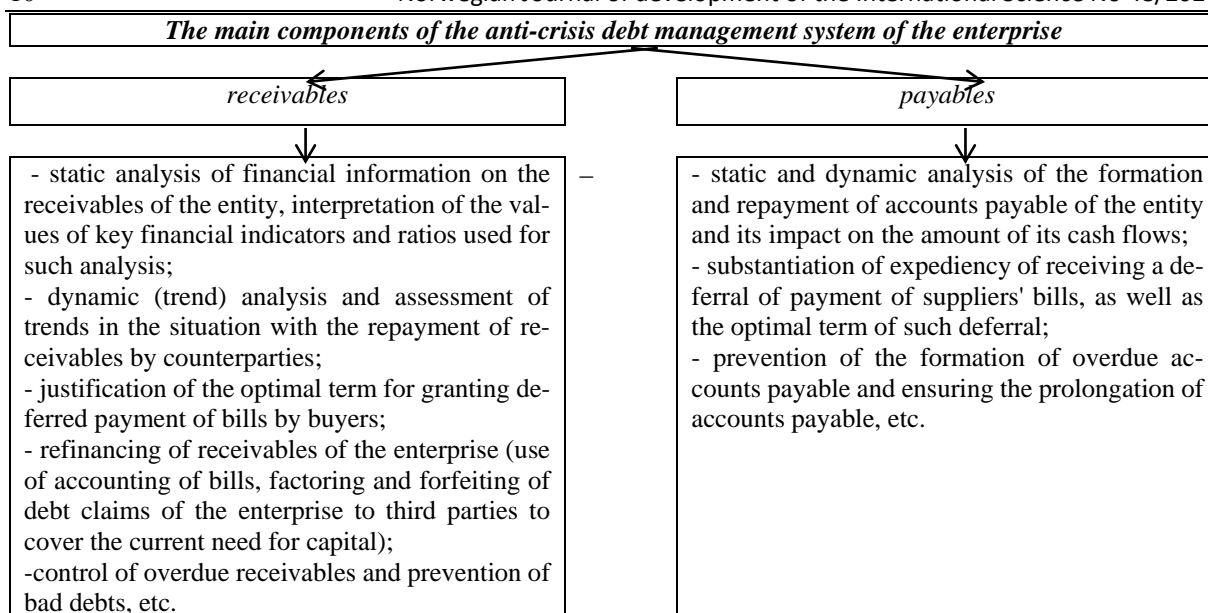 Norwegian Journal of development of the International Science No
The main components of the anti-crisis debt management system of the enterprise
receivables
payables
- static analysis of financial information on the
receivables of the entity, interpretation of the val-
ues of key financial indicators and ratios used for
such analysis;
- dynamic (trend) analysis and assessment of
trends in the situation with the repayment of re-
ceivables by counterparties;
- justification of the optimal term for granting de-
ferred payment of bills by buyers;
- refinancing of receivables of the enterprise (use
of accounting of bills, factoring and forfeiting of
debt claims of the enterprise to third parties to
cover the current need for capital);
-control of overdue receivables and prevention of
bad debts, etc.
–
- static and dynamic analysis of the formation
and repayment of accounts payable of the entity
and its impact on the amount of its cash flows;
- substantiation of expediency of receiving a de-
ferral of payment of suppliers' bills, as well as
the optimal term of such deferral;
- prevention of the formation of overdue ac-
counts payable and ensuring the prolongation of
accounts payable, etc.